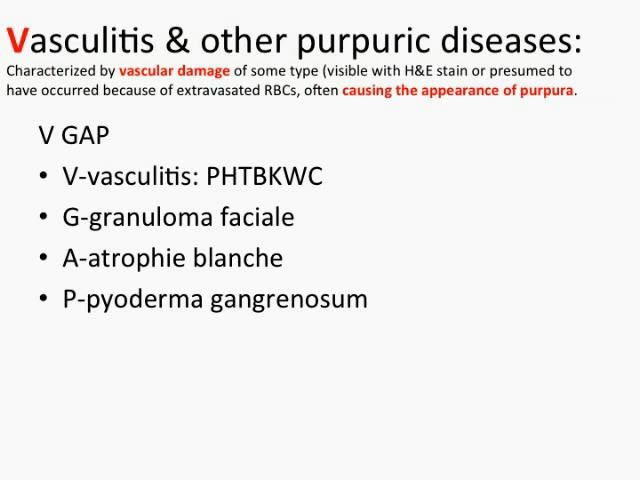 Vasculitis & other purpuric diseases:
Characterized by vascular damage of some type (visible with H&E stain or presumed to
have occurred because of extravasated RBCs, often causing the appearance of purpura.
V GAP
• V-vasculitis: PHTBKWC
• G-granuloma faciale
• A-atrophie blanche
• P-pyoderma gangrenosum